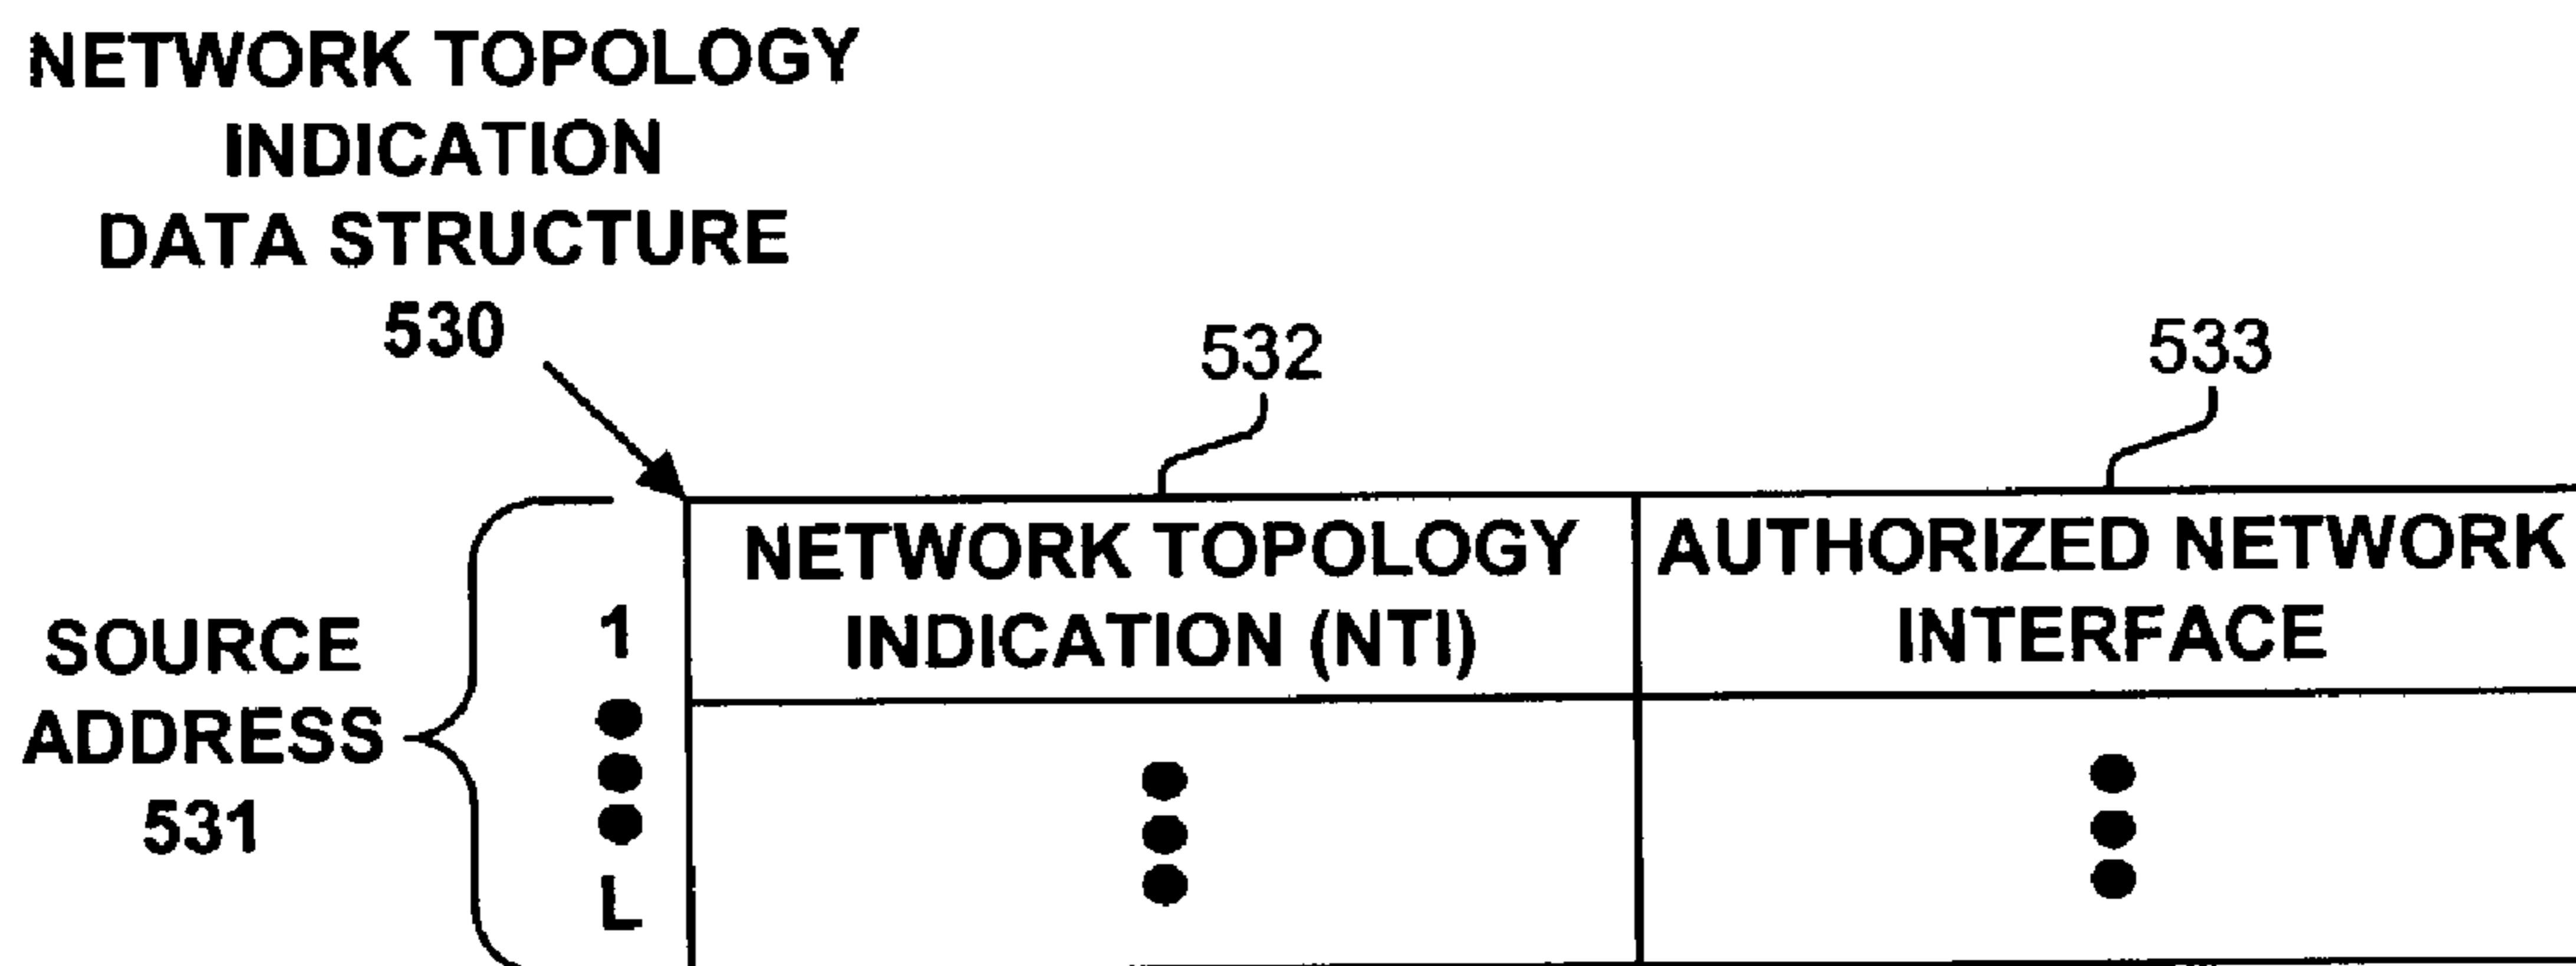 NETWORK TOPOLOGY
INDICATION
DATA STRUCTURE
530
532
533
NETWORK TOPOLOGY
INDICATION (NTI)
AUTHORIZED NETWORK
INTERFACE
SOURCE
ADDRESS
531
1
L